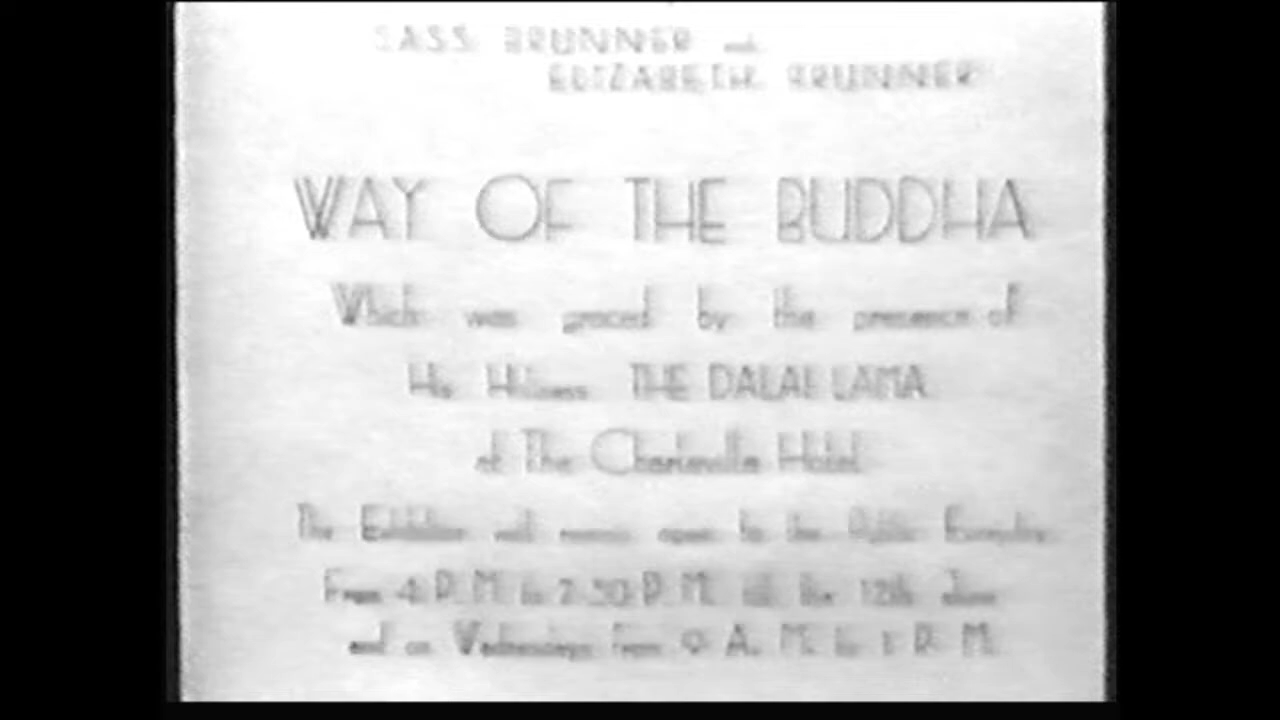 SASS BRUNNER and
ELIZABETH BRUNNER
WAY OF THE BUDDHA
Which was graced by the presence of
His Holiness THE DALAI LAMA
at The Charleville Hotel
The Exhibition will remain open to the Public Everyday
From 4 P. M. to 7.30 P. M. till the 12th June
and on Wednesdays from 9 A. M. to 1 P. M.